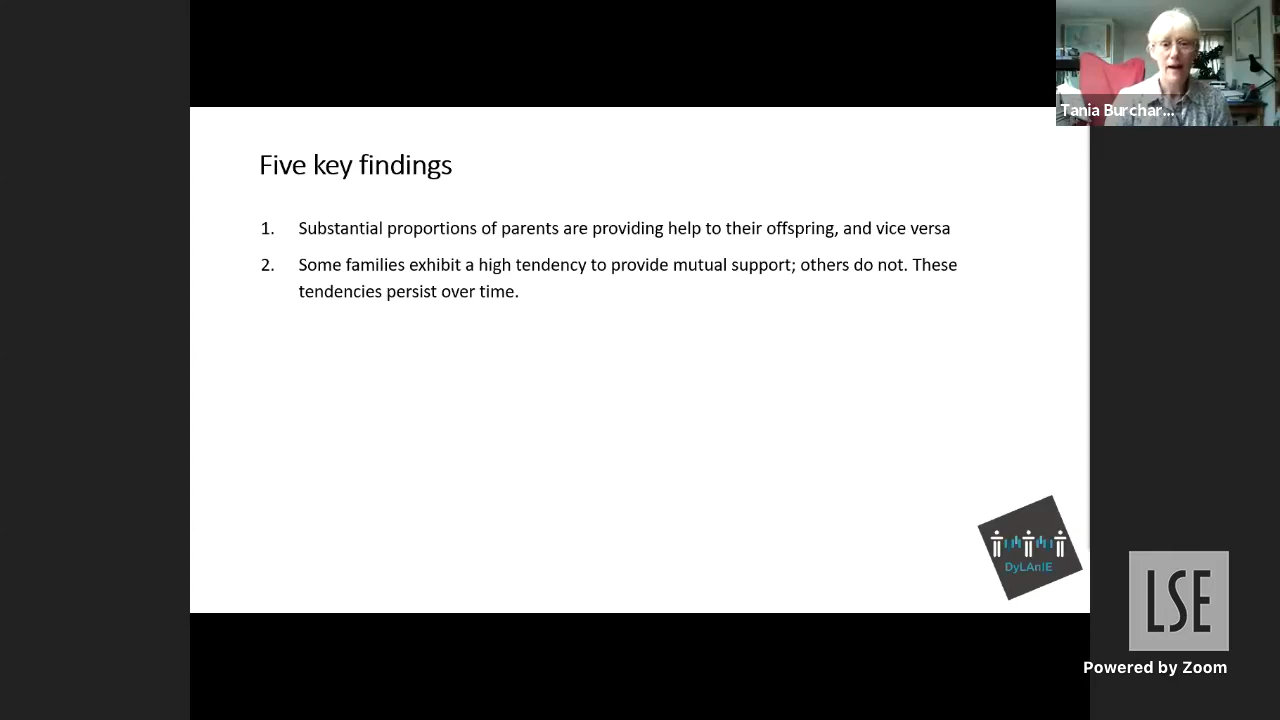 Tania Burchar...
Five key findings
1. Substantial proportions of parents are providing help to their offspring, and vice versa
2. Some families exhibit a high tendency to provide mutual support; others do not. These
tendencies persist over time.
DyLAnIE
LSE
Powered by Zoom